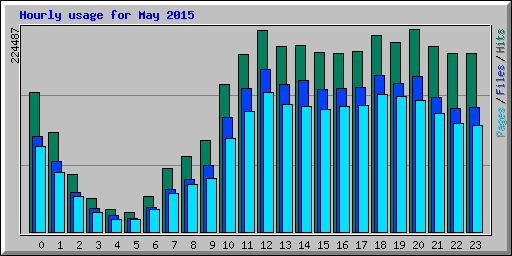 Hourly usage for May 2015
224487
Pages/Files/Hits
0 1 2 3 4 5 6 7 8 9 10 11 12 13 14 15 16 17 18 19 20 21 22 23